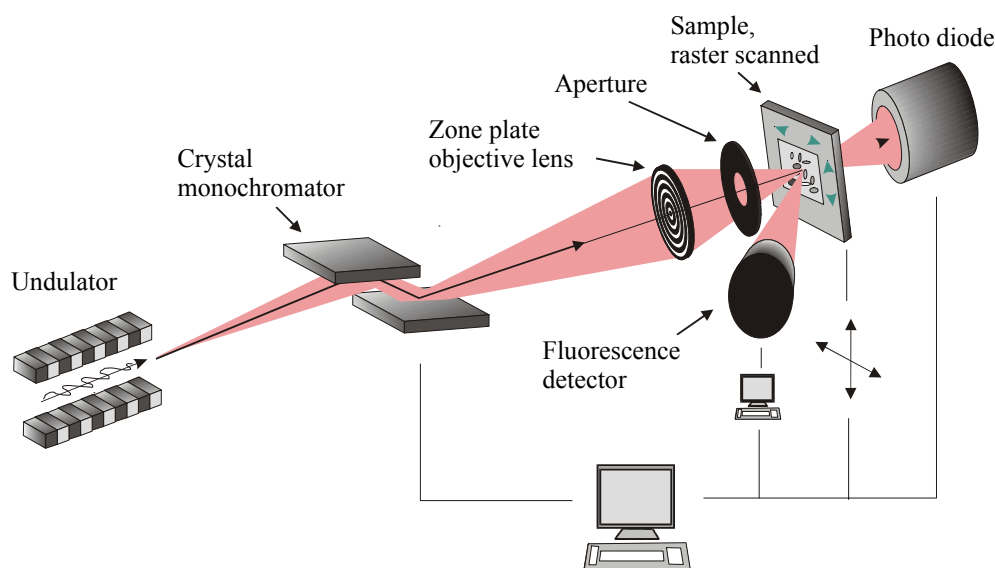 Sample,
raster scanned
Photo diode
Aperture
Zone plate
objective lens
Crystal
monochromator
Undulator
Fluorescence
detector